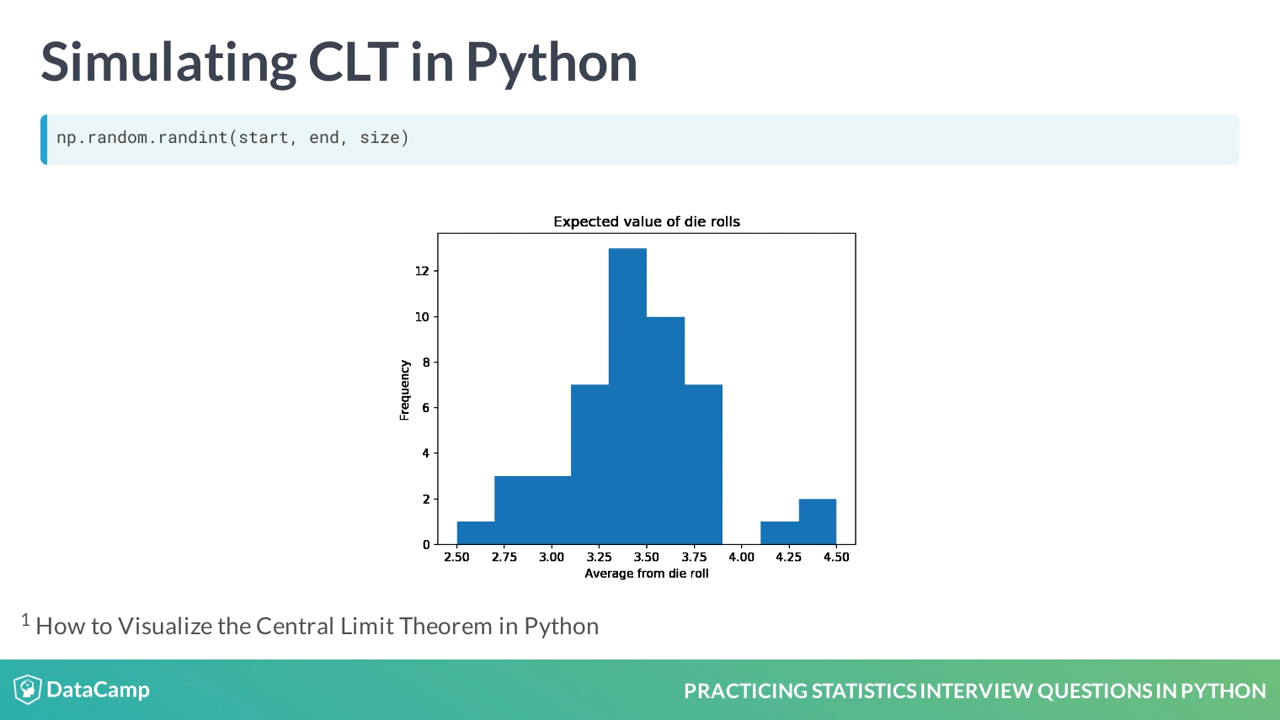 Simulating CLT in Python
np.random.randint(start, end, size)
Expected value of die rolls
Frequency
12
10
8
6
4
2
0
2.50 2.75 3.00 3.25 3.50 3.75 4.00 4.25 4.50
Average from die roll
1 How to Visualize the Central Limit Theorem in Python
DataCamp
PRACTICING STATISTICS INTERVIEW QUESTIONS IN PYTHON